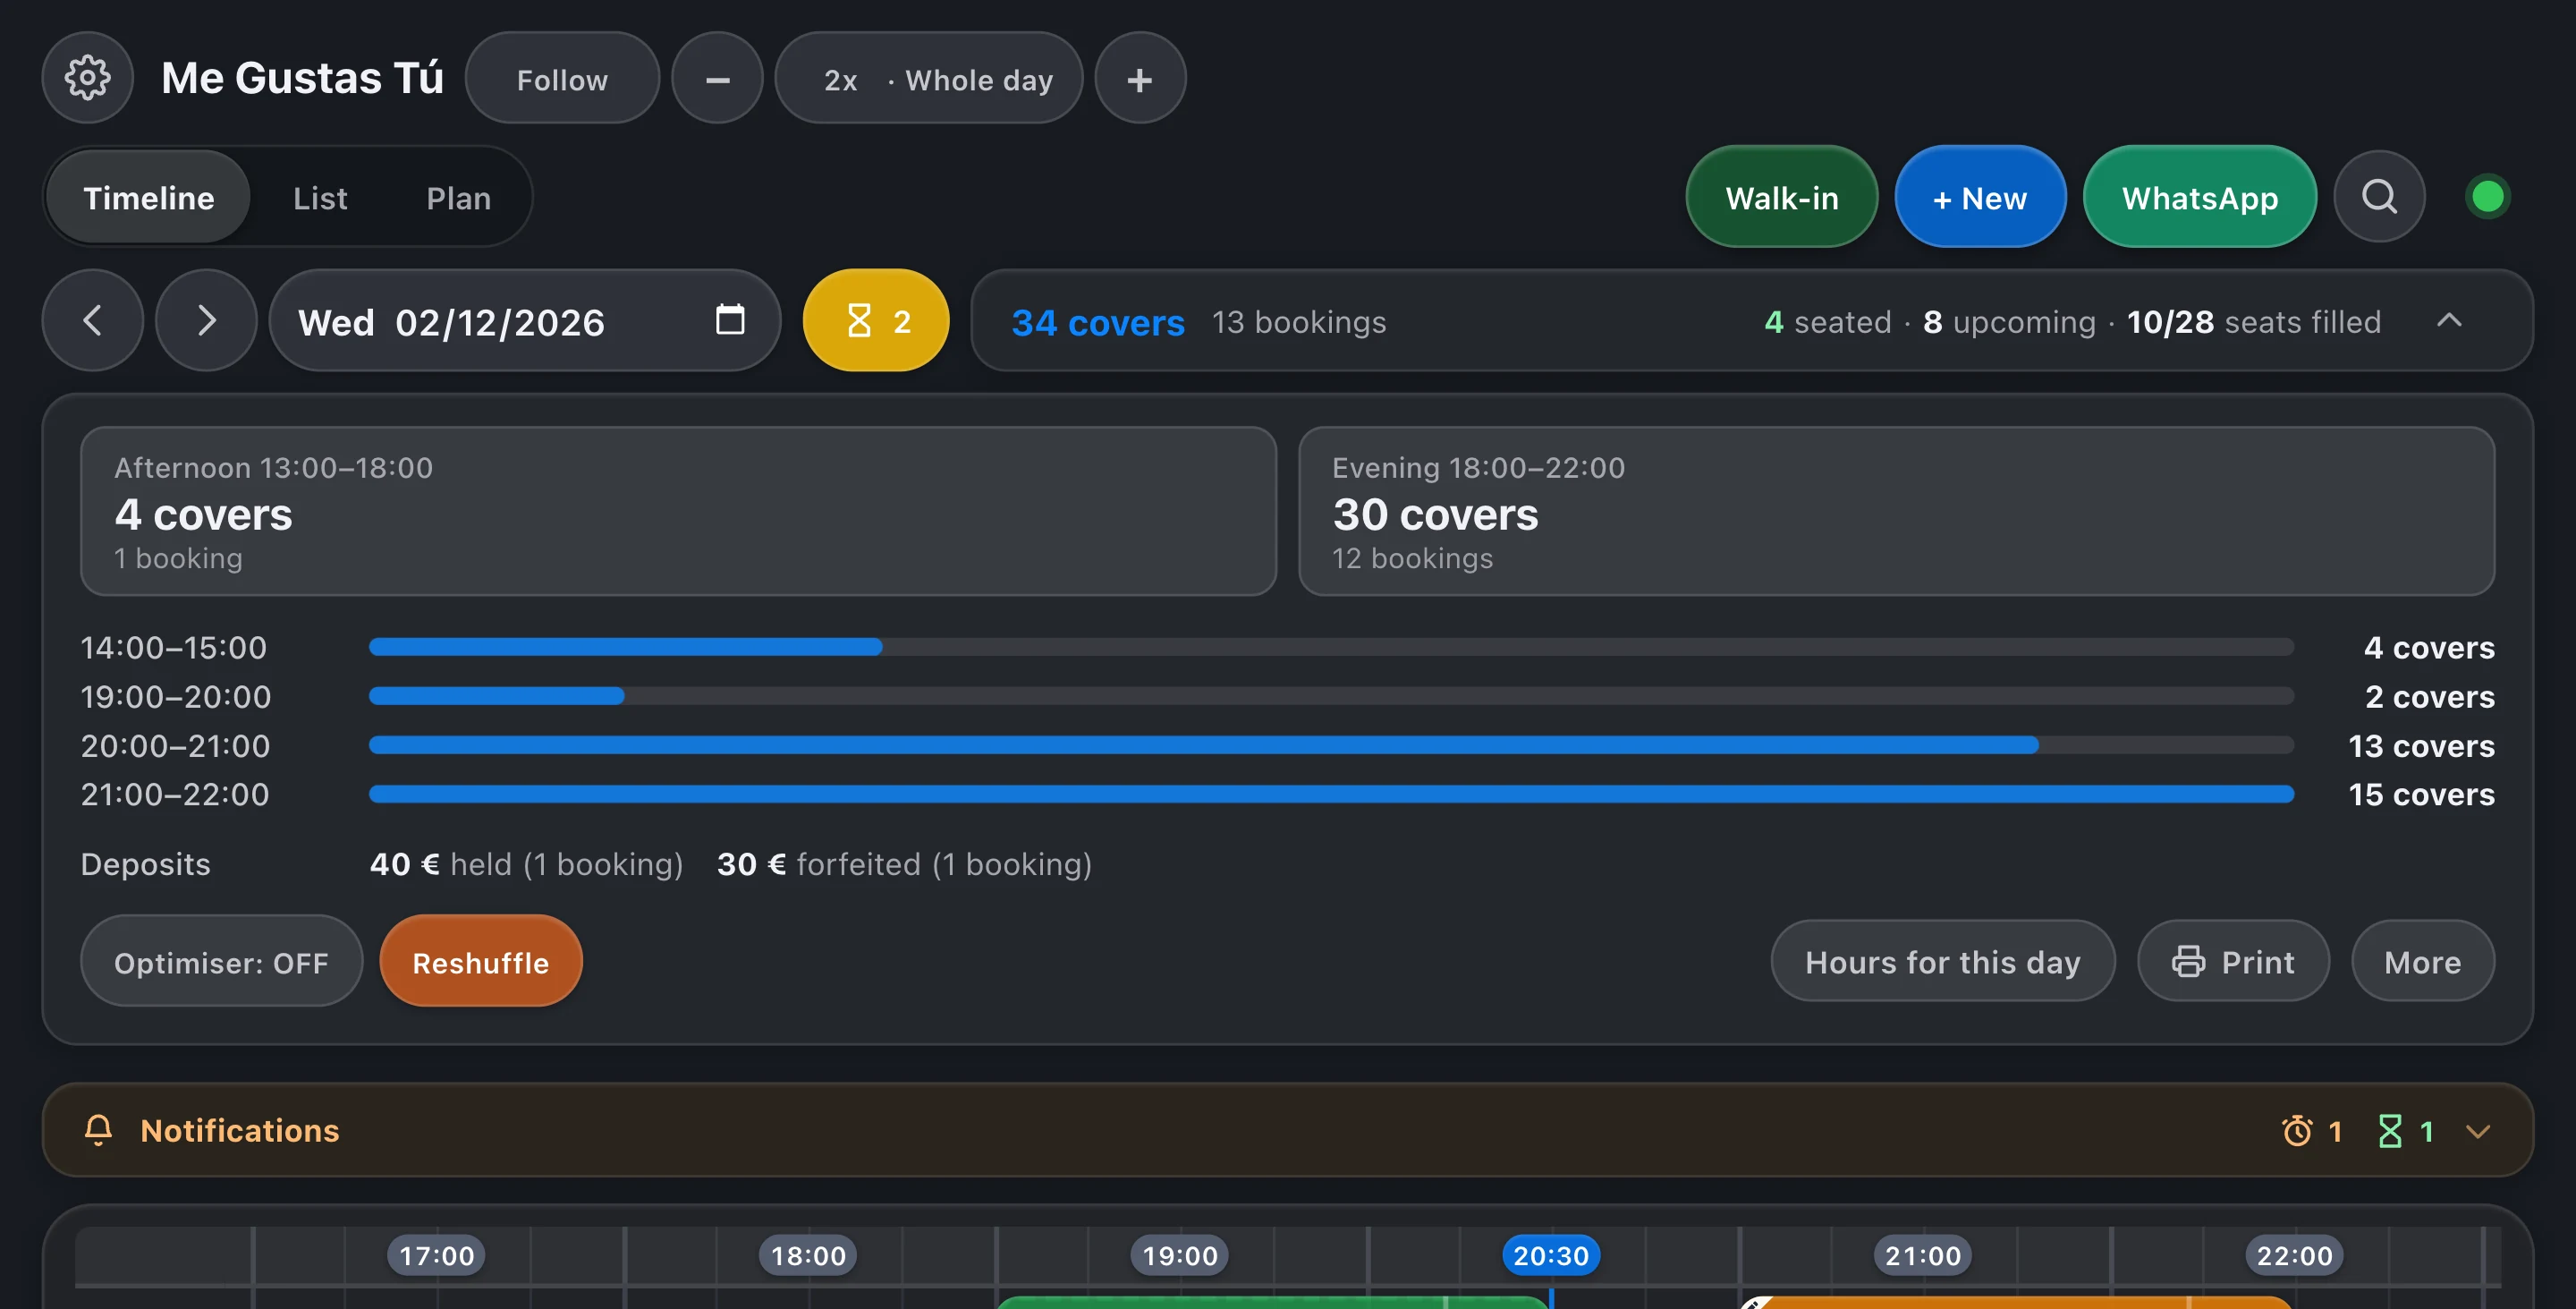 Me Gustas Tú Follow − 2x · Whole day +
Timeline List Plan Walk-in + New WhatsApp
Wed 02/12/2026 2 34 covers 13 bookings 4 seated · 8 upcoming · 10/28 seats filled
Afternoon 13:00–18:00
4 covers
1 booking
Evening 18:00–22:00
30 covers
12 bookings
14:00–15:00 4 covers
19:00–20:00 2 covers
20:00–21:00 13 covers
21:00–22:00 15 covers
Deposits 40 € held (1 booking) 30 € forfeited (1 booking)
Optimiser: OFF Reshuffle Hours for this day Print More
Notifications 1 1
17:00 18:00 19:00 20:30 21:00 22:00